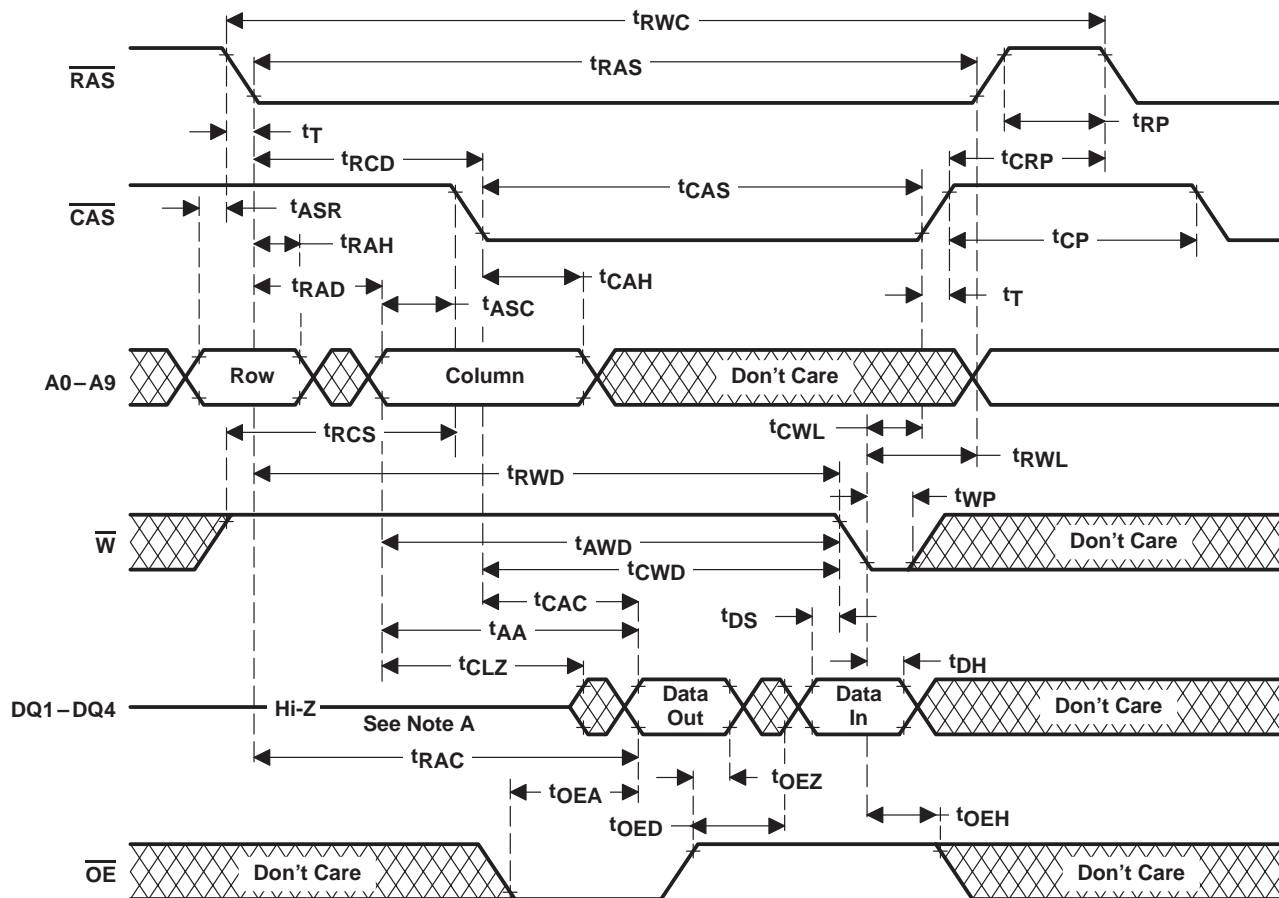 tRWC
RAS
tRAS
tT
tRP
tRCD
tCRP
CAS
tCAS
tASR
tRAH
tCP
tRAD
tCAH
tASC
tT
A0–A9
Row
Column
Don't Care
tRCS
tCWL
tRWL
tRWD
tWP
W
tAWD
Don't Care
tCWD
tCAC
tDS
tAA
tCLZ
tDH
DQ1–DQ4
Hi-Z
See Note A
Data
Out
Data
In
Don't Care
tRAC
tOEZ
tOEA
tOED
tOEH
OE
Don't Care
Don't Care